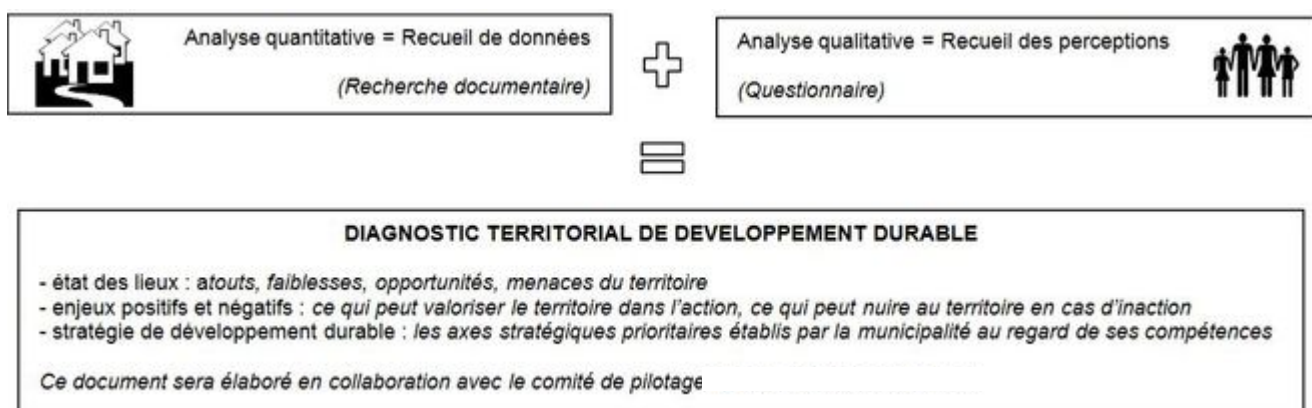 Analyse quantitative = Recueil de données
(Recherche documentaire)
Analyse qualitative = Recueil des perceptions
(Questionnaire)
DIAGNOSTIC TERRITORIAL DE DEVELOPPEMENT DURABLE
- état des lieux : atouts, faiblesses, opportunités, menaces du territoire
- enjeux positifs et négatifs : ce qui peut valoriser le territoire dans l'action, ce qui peut nuire au territoire en cas d'inaction
- stratégie de développement durable : les axes stratégiques prioritaires établis par la municipalité au regard de ses compétences
Ce document sera élaboré en collaboration avec le comité de pilotage